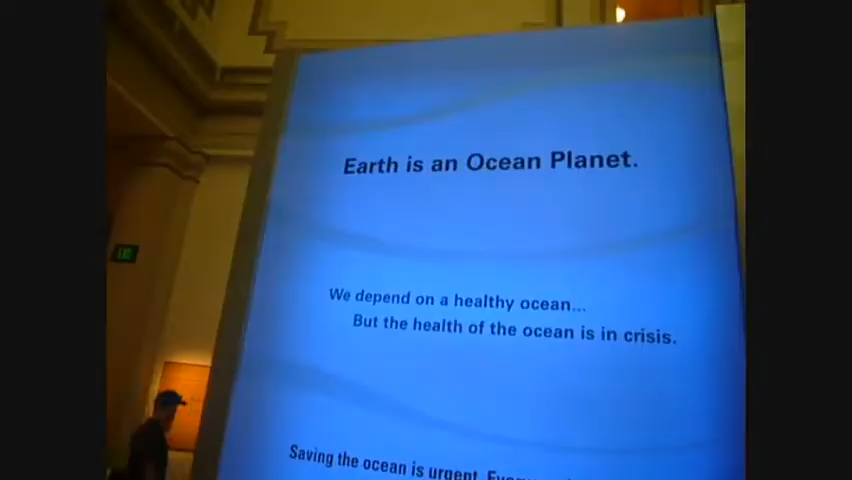 Earth is an Ocean Planet.
We depend on a healthy ocean...
But the health of the ocean is in crisis.
Saving the ocean is urgent.
EXIT